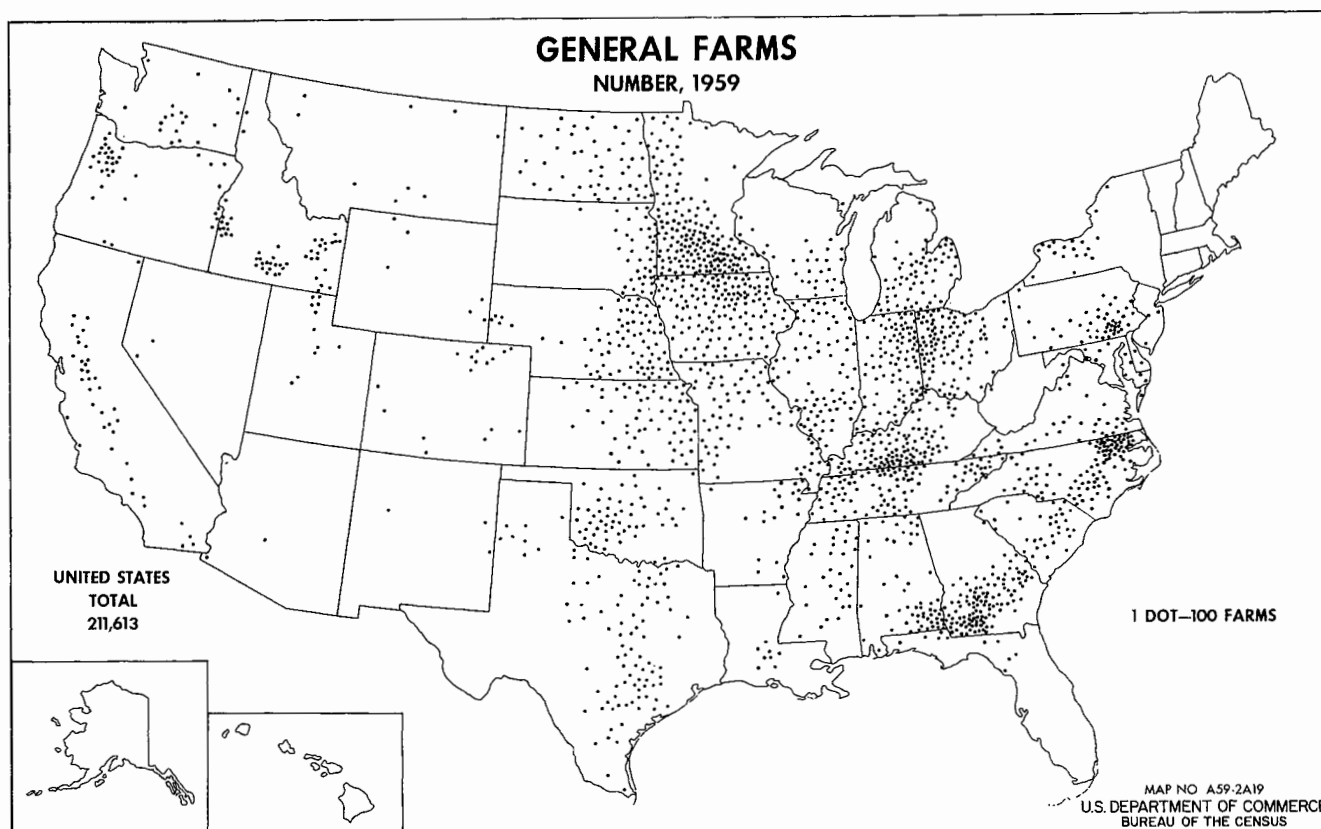 GENERAL FARMS
NUMBER, 1959
UNITED STATES
TOTAL
211,613
1 DOT—100 FARMS
MAP NO A59-2A19
U.S. DEPARTMENT OF COMMERCE
BUREAU OF THE CENSUS